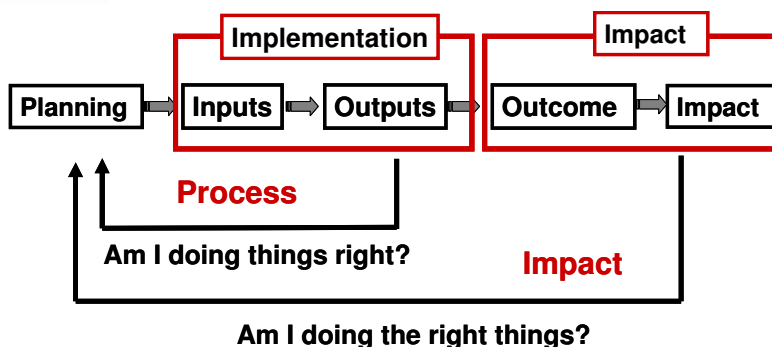 Implementation
Impact
Planning
Inputs
Outputs
Outcome
Impact
Process
Am I doing things right?
Impact
Am I doing the right things?